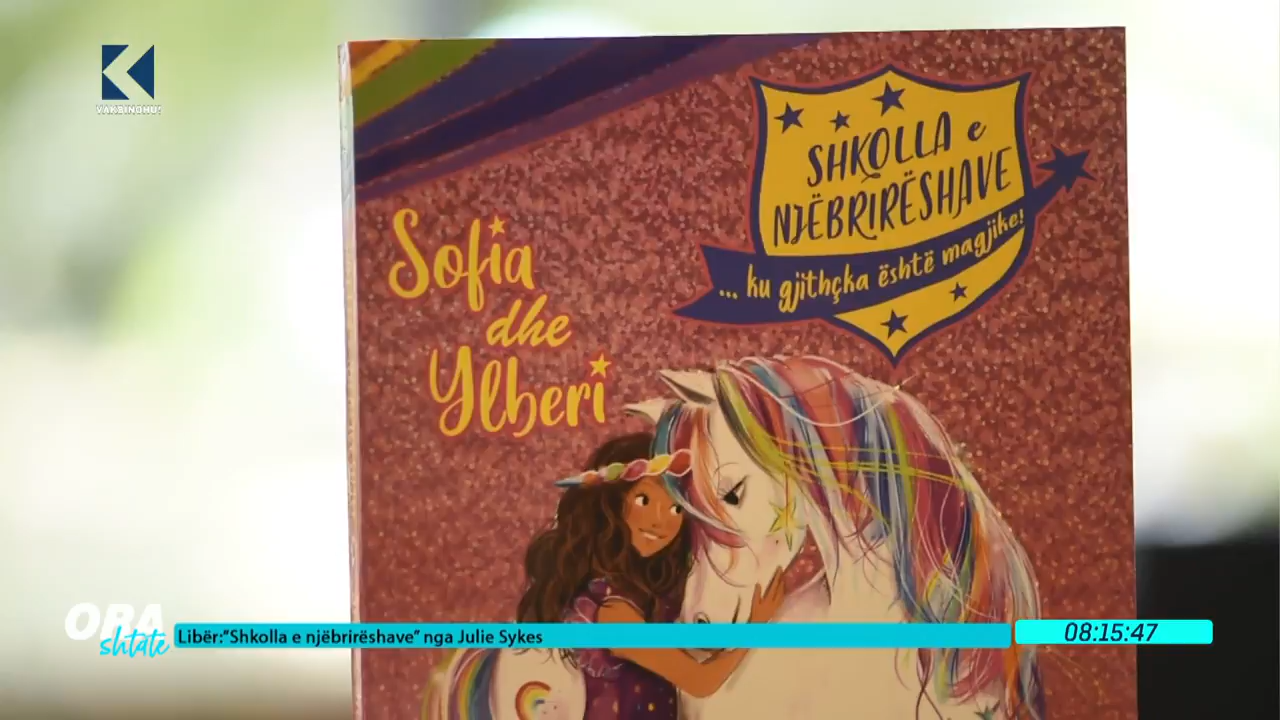 SHKOLLA e
NJËBRIRËSHAVE
... ku gjithçka është magjike!
Sofia
dhe
Ylberi
ORA
shtatë
Libër:"Shkolla e njëbrirëshave" nga Julie Sykes
08:15:47